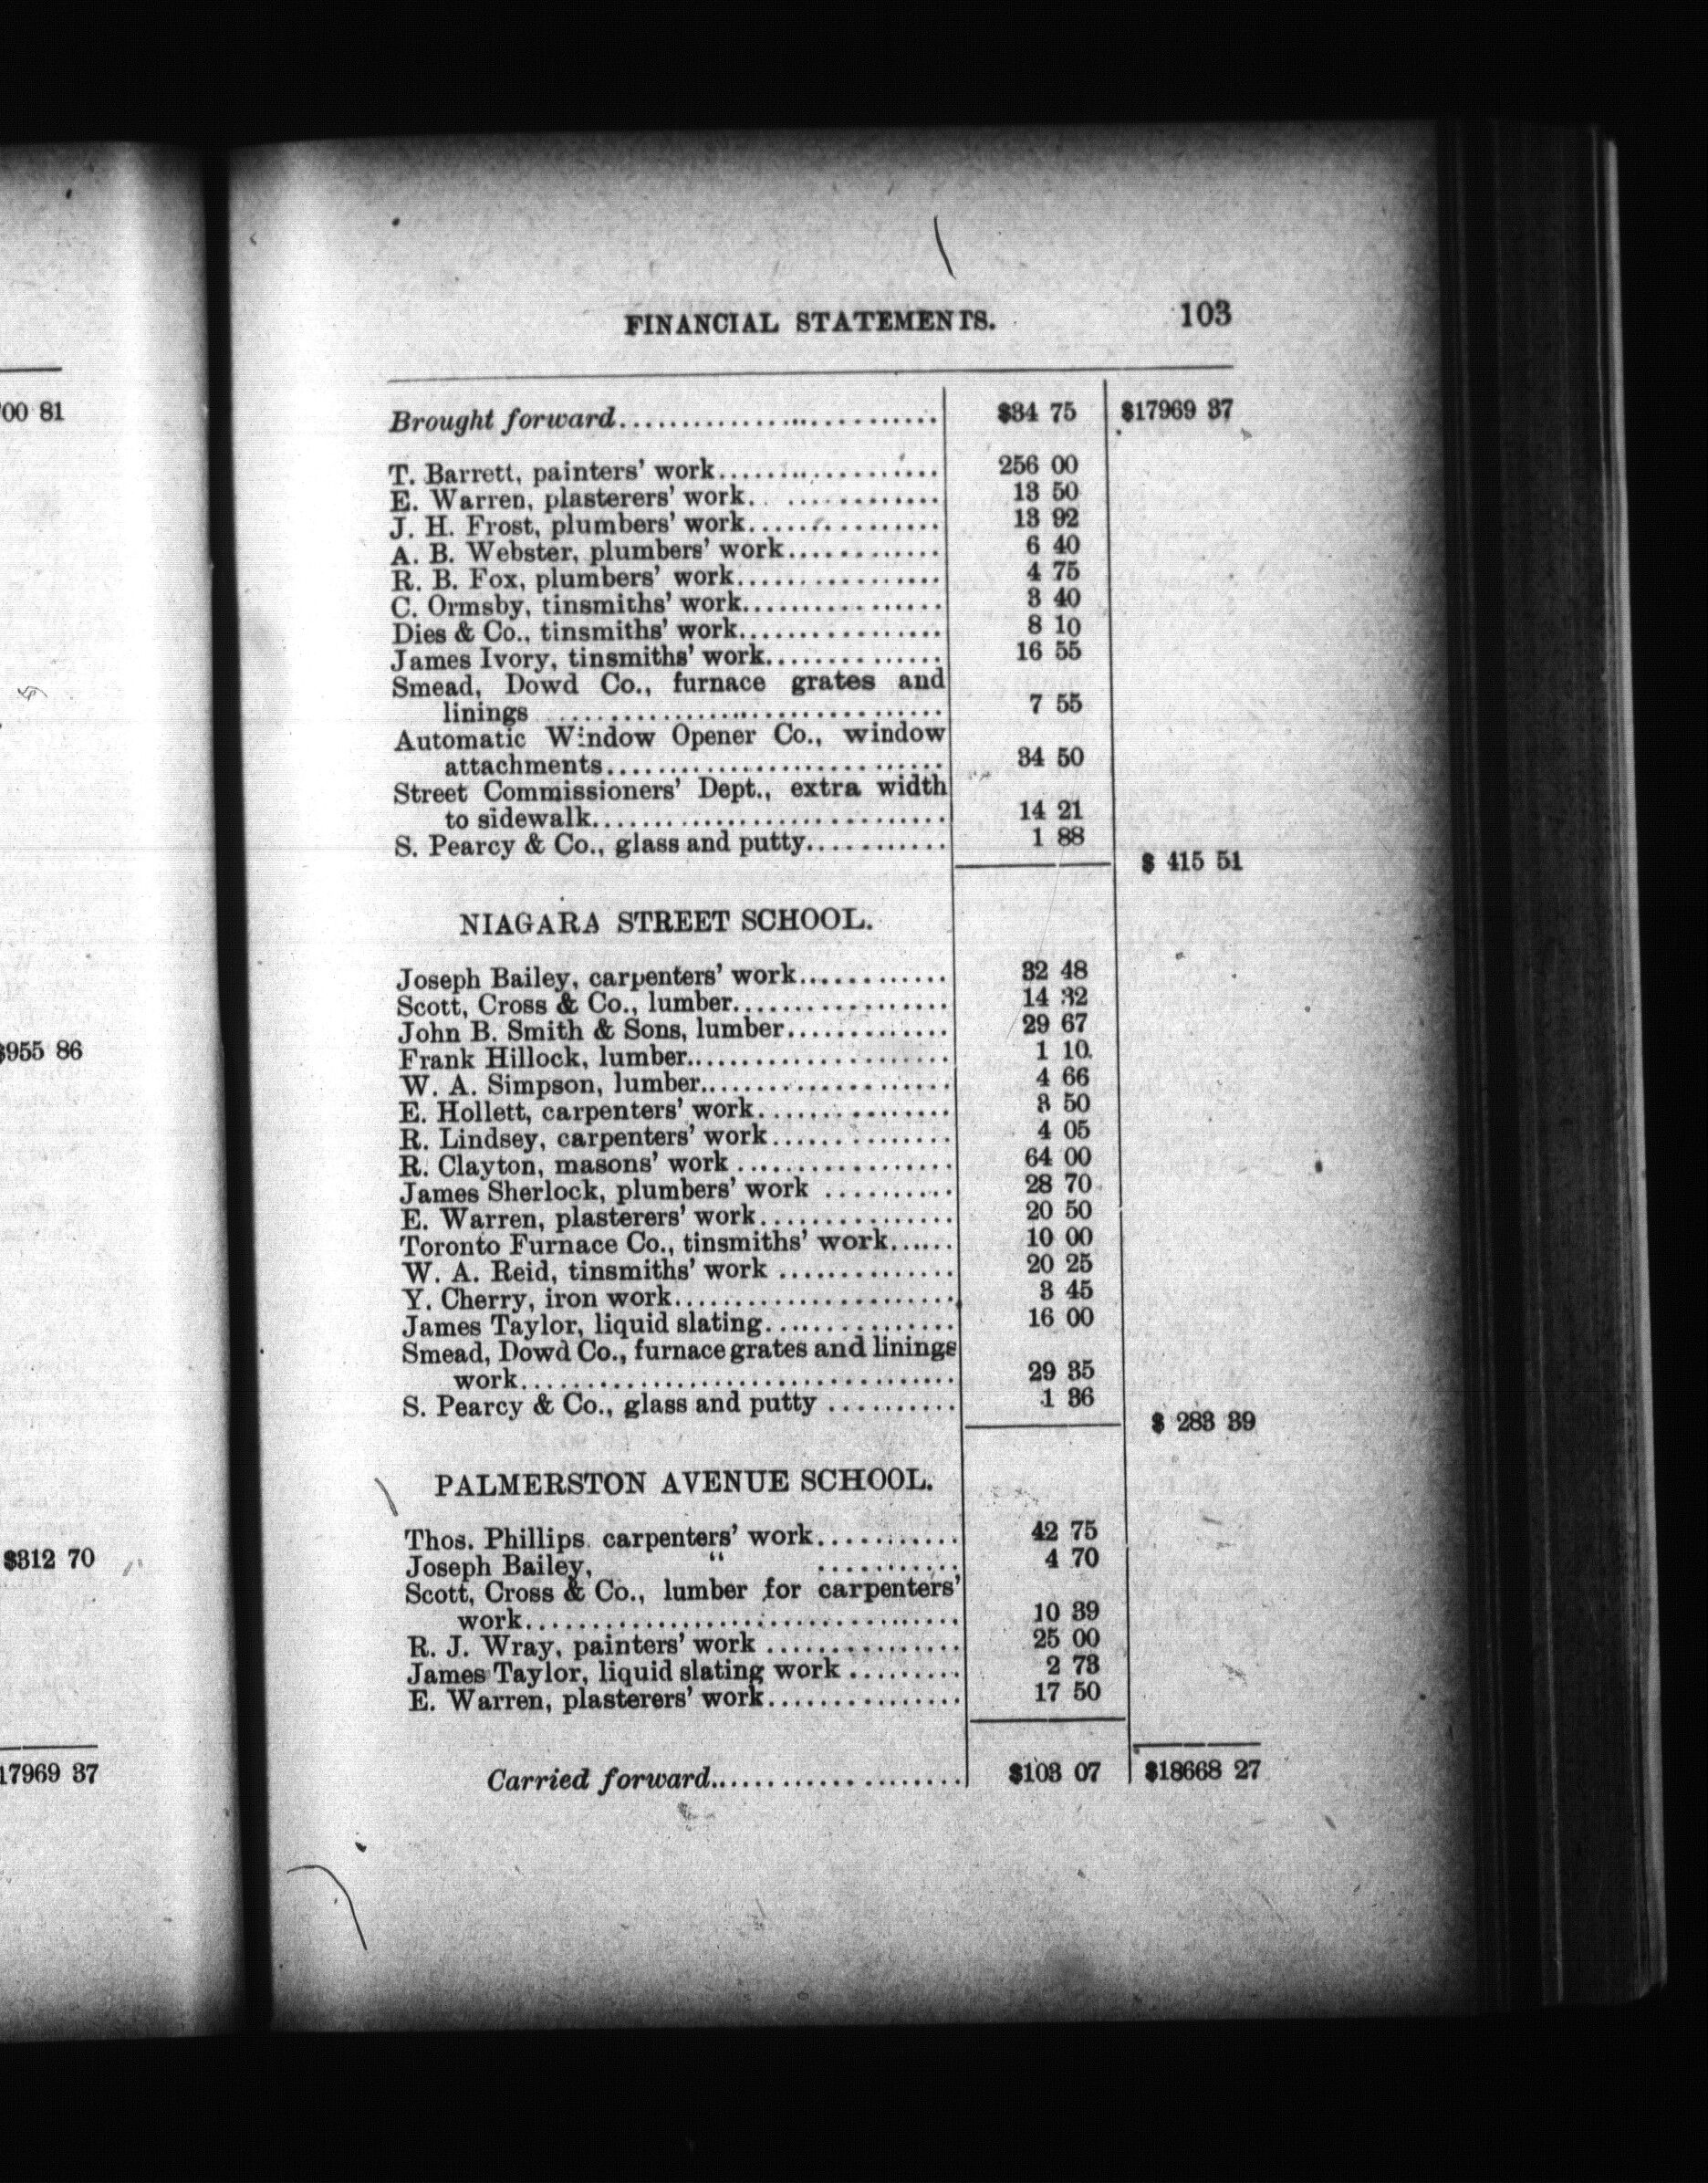 00 81
$955 86
$312 70
17969 37
FINANCIAL STATEMENTS. 103
Brought forward.............................. $34 75 $17969 37
T. Barrett, painters' work.................. 256 00
E. Warren, plasterers' work. .............. 13 50
J. H. Frost, plumbers' work................ 13 92
A. B. Webster, plumbers' work............ 6 40
R. B. Fox, plumbers' work................ 4 75
C. Ormsby, tinsmiths' work................ 3 40
Dies & Co., tinsmiths' work................ 8 10
James Ivory, tinsmiths' work.............. 16 55
Smead, Dowd Co., furnace grates and
linings ................................ 7 55
Automatic Window Opener Co., window
attachments........................... 34 50
Street Commissioners' Dept., extra width
to sidewalk............................ 14 21
S. Pearcy & Co., glass and putty........... 1 88
$ 415 51
NIAGARA STREET SCHOOL.
Joseph Bailey, carpenters' work............ 32 48
Scott, Cross & Co., lumber................. 14 32
John B. Smith & Sons, lumber............. 29 67
Frank Hillock, lumber..................... 1 10
W. A. Simpson, lumber.................... 4 66
E. Hollett, carpenters' work............... 3 50
R. Lindsey, carpenters' work.............. 4 05
R. Clayton, masons' work ................. 64 00
James Sherlock, plumbers' work .......... 28 70
E. Warren, plasterers' work............... 20 50
Toronto Furnace Co., tinsmiths' work...... 10 00
W. A. Reid, tinsmiths' work .............. 20 25
Y. Cherry, iron work...................... 3 45
James Taylor, liquid slating............... 16 00
Smead, Dowd Co., furnace grates and linings
work.................................. 29 35
S. Pearcy & Co., glass and putty .......... 1 36
$ 283 39
PALMERSTON AVENUE SCHOOL.
Thos. Phillips. carpenters' work........... 42 75
Joseph Bailey, " ........... 4 70
Scott, Cross & Co., lumber for carpenters'
work.................................. 10 39
R. J. Wray, painters' work ............... 25 00
James Taylor, liquid slating work ......... 2 73
E. Warren, plasterers' work............... 17 50
Carried forward.................... $103 07 $18668 27